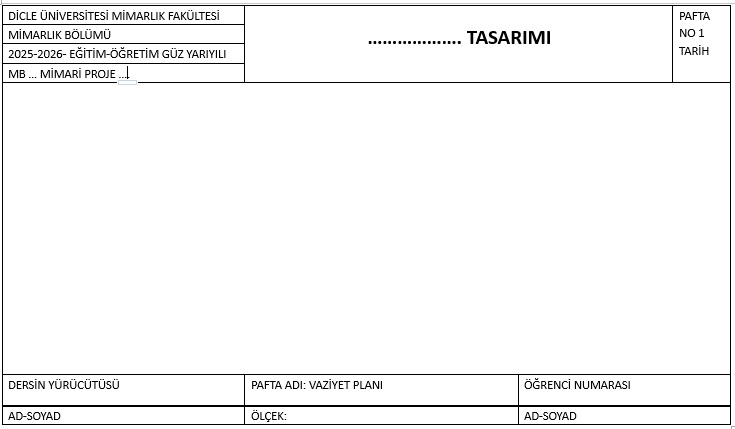 DİCLE ÜNİVERSİTESİ MİMARLIK FAKÜLTESİ
MİMARLIK BÖLÜMÜ
2025-2026- EĞİTİM-ÖĞRETİM GÜZ YARIYILI
MB ... MİMARİ PROJE ...
.................. TASARIMI
PAFTA
NO 1
TARİH
DERSİN YÜRÜCÜTÜSÜ
PAFTA ADI: VAZİYET PLANI
ÖĞRENCİ NUMARASI
AD-SOYAD
ÖLÇEK:
AD-SOYAD